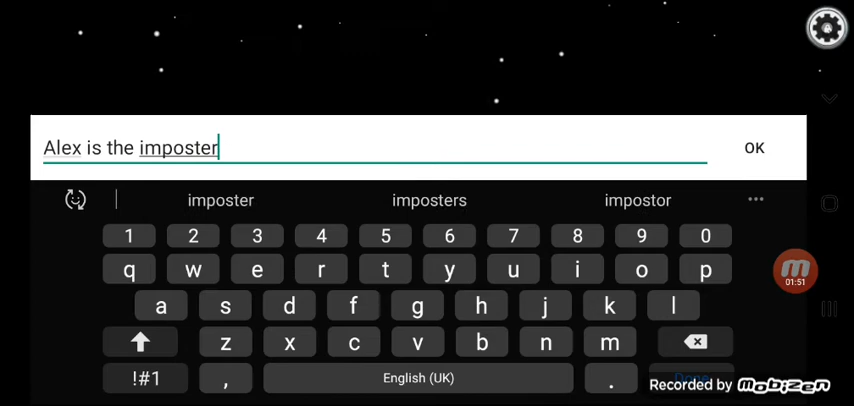 Alex is the imposter
OK
imposter imposters impostor
1 2 3 4 5 6 7 8 9 0
q w e r t y u i o p
a s d f g h j k l
z x c v b n m
!#1 , English (UK) . Done
01:51
Recorded by Mobizen